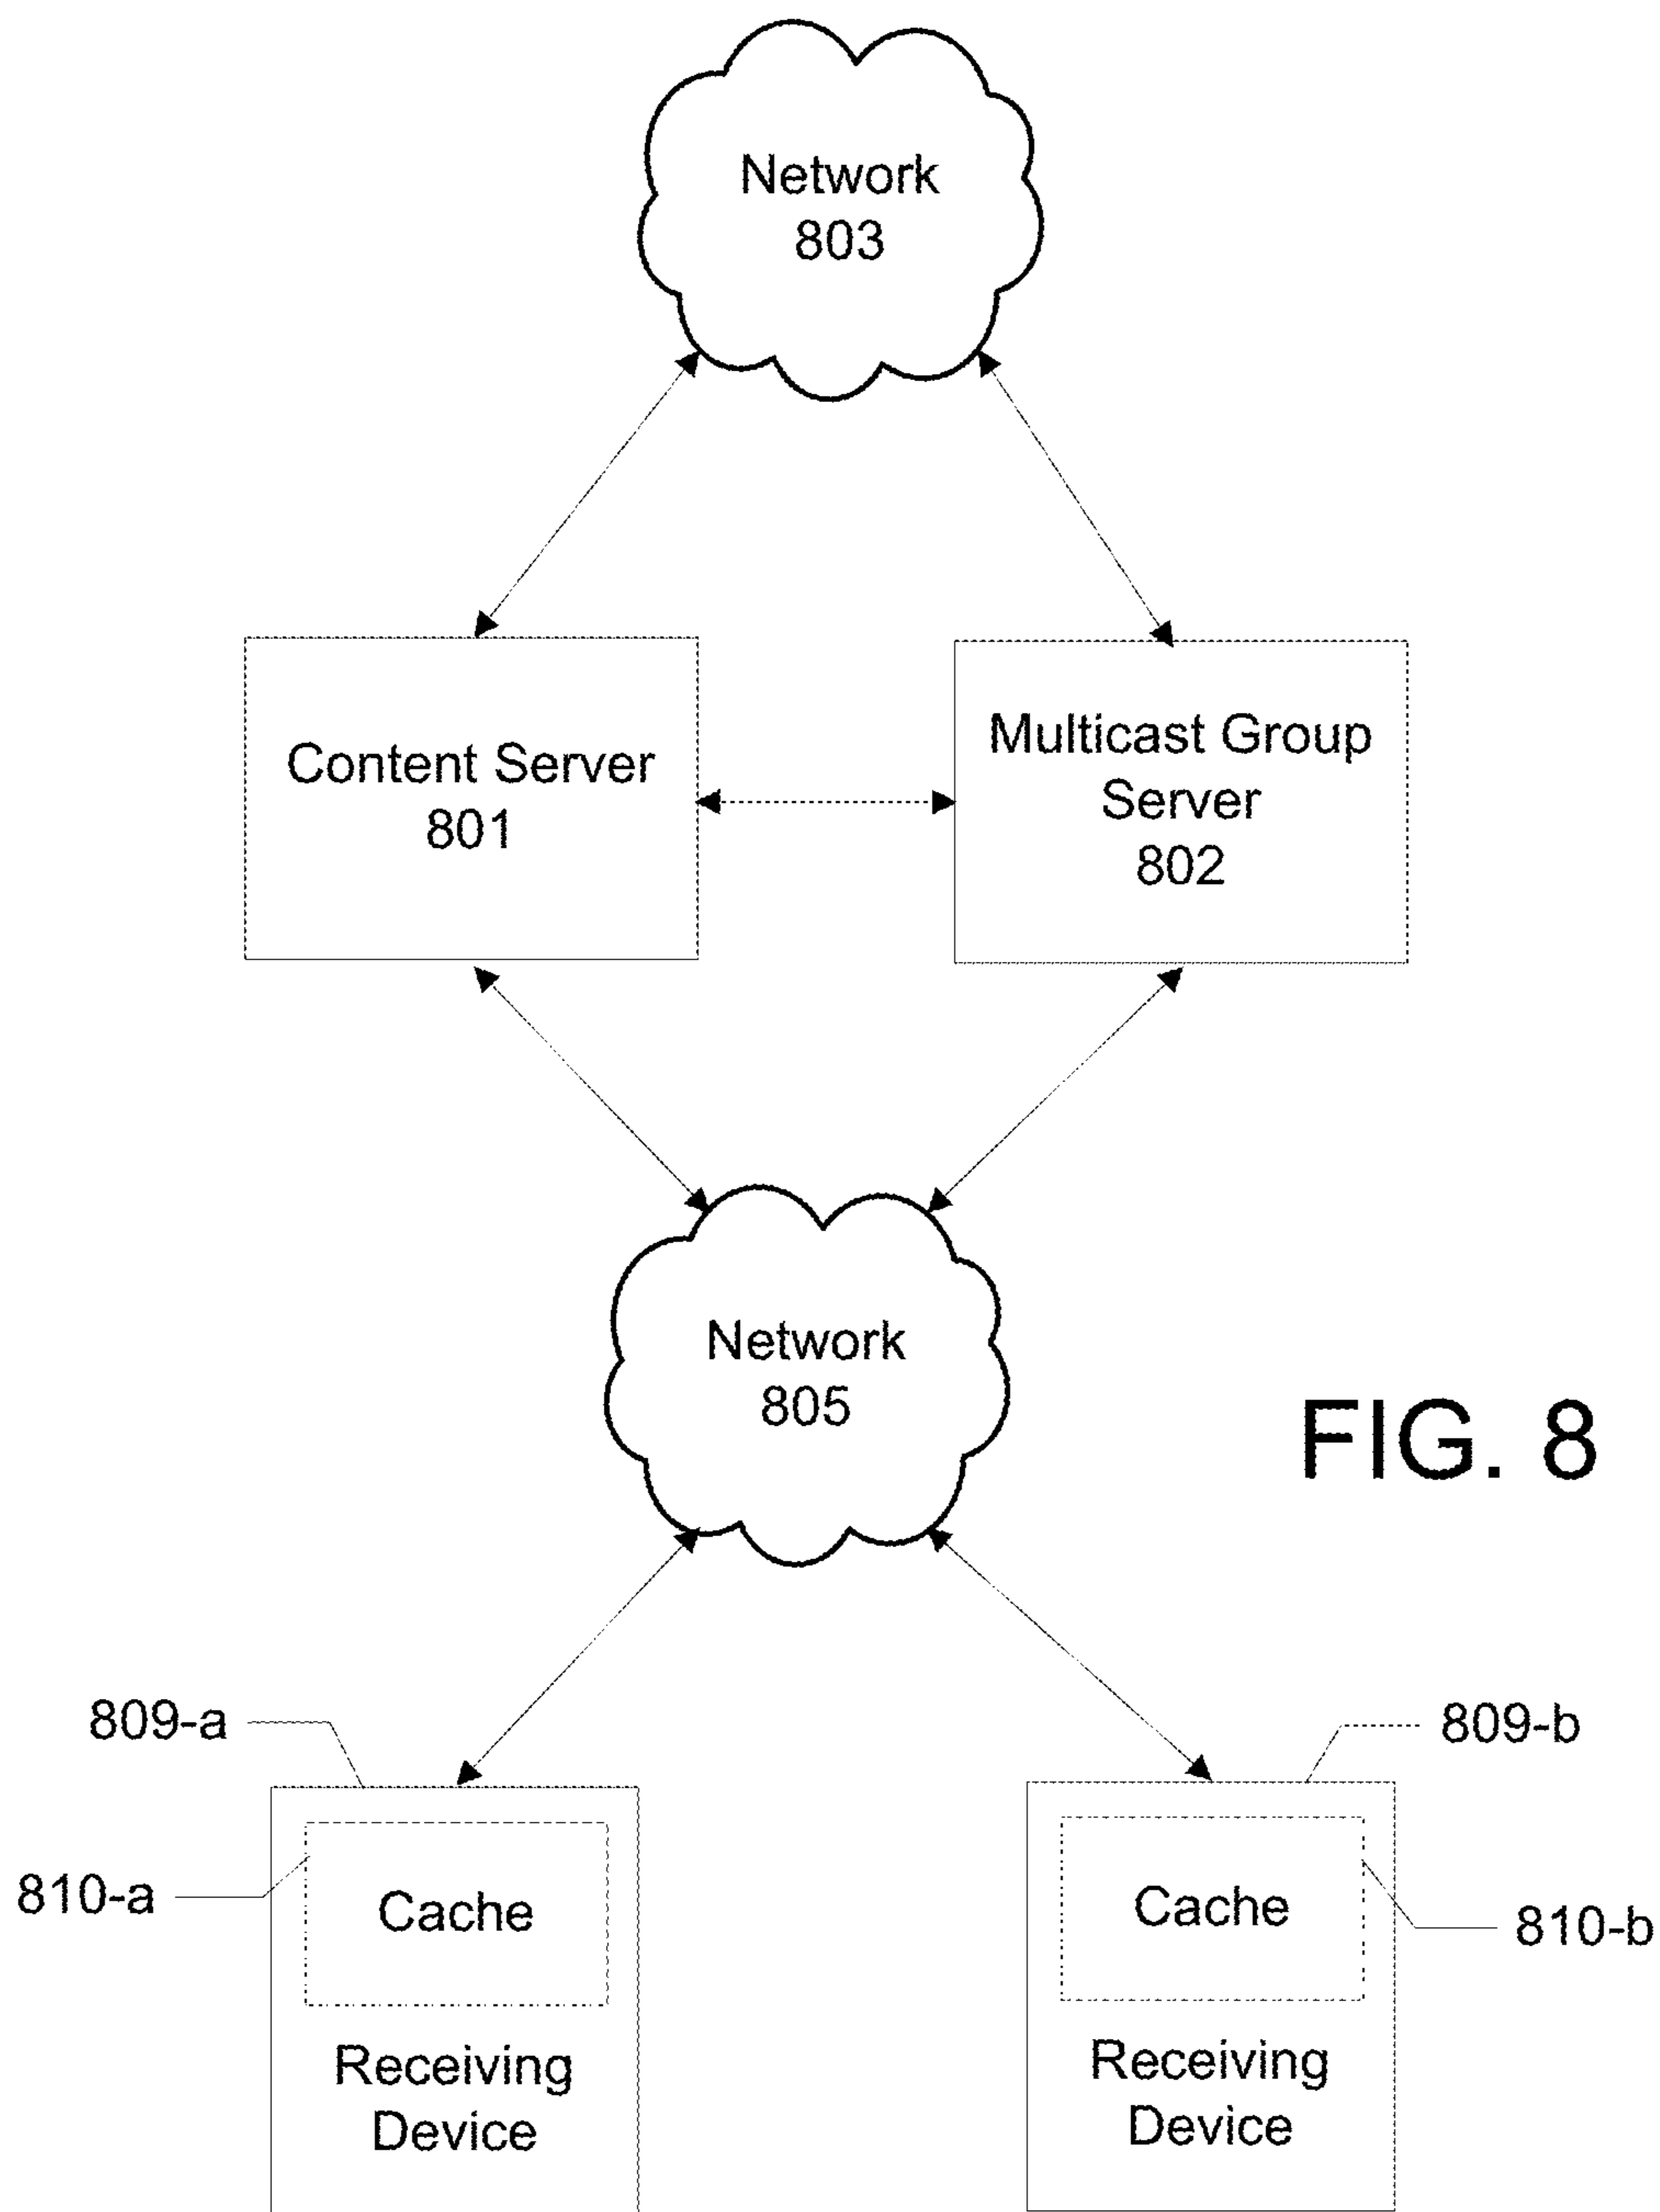 Network
803
Content Server
801
Multicast Group
Server
802
Network
805
FIG. 8
809-a
809-b
810-a
Cache
Cache
810-b
Receiving
Device
Receiving
Device